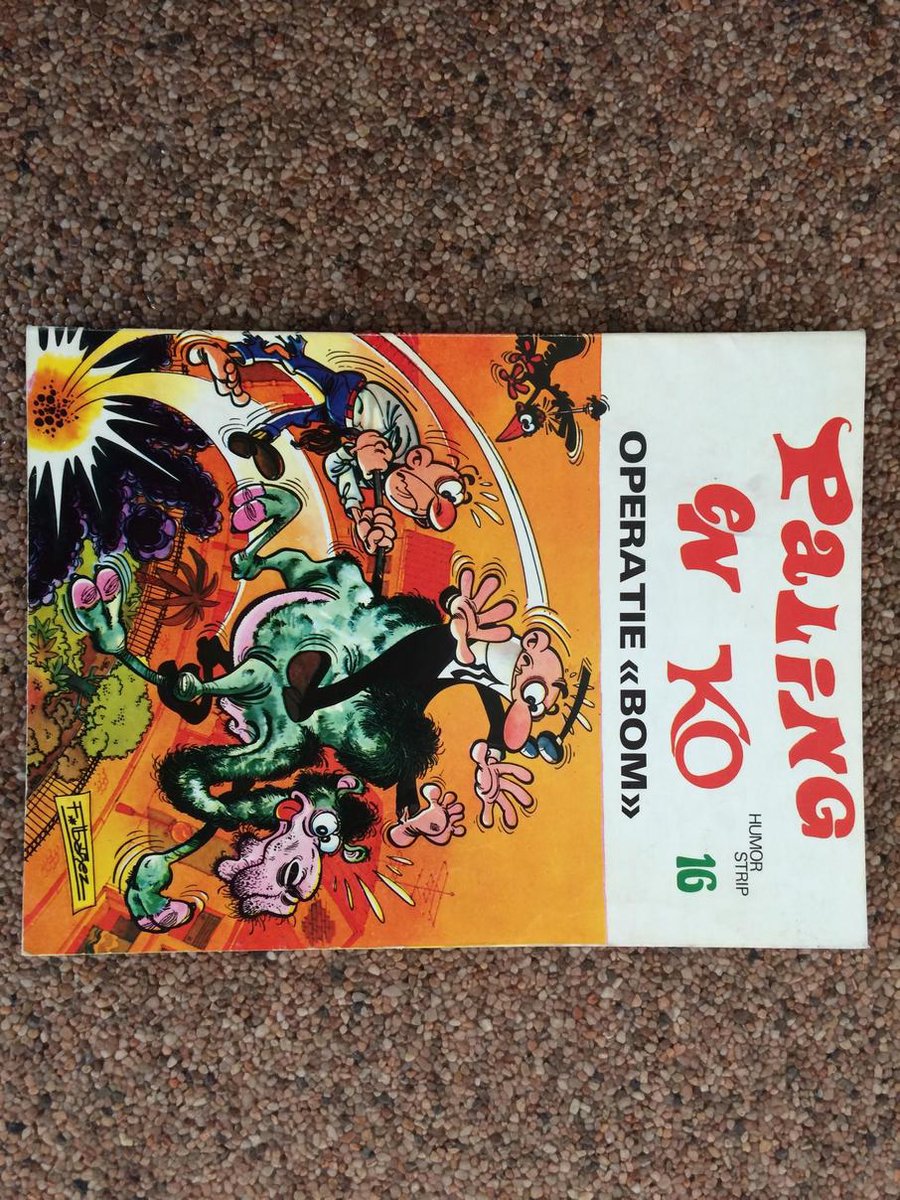 PaLiNG
eN KO
HUMOR
STRIP
16
OPERATIE «BOM»